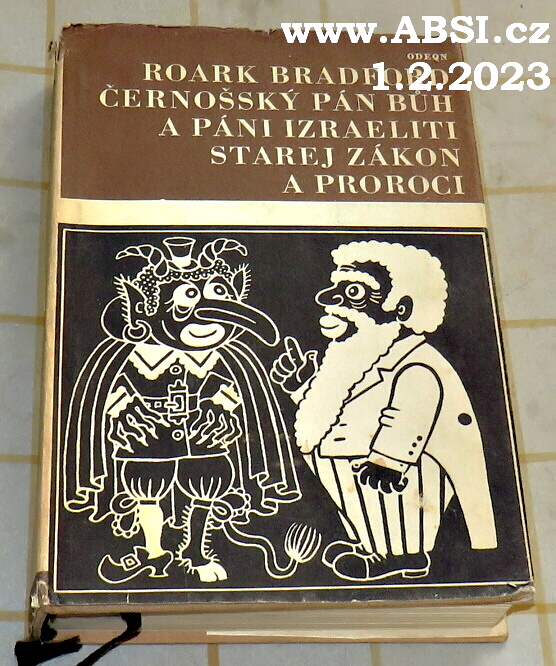 www.ABSI.cz
ODEON
ROARK BRADFORD
1.2.2023
ČERNOŠSKÝ PÁN BŮH
A PÁNI IZRAELITI
STAREJ ZÁKON
A PROROCI